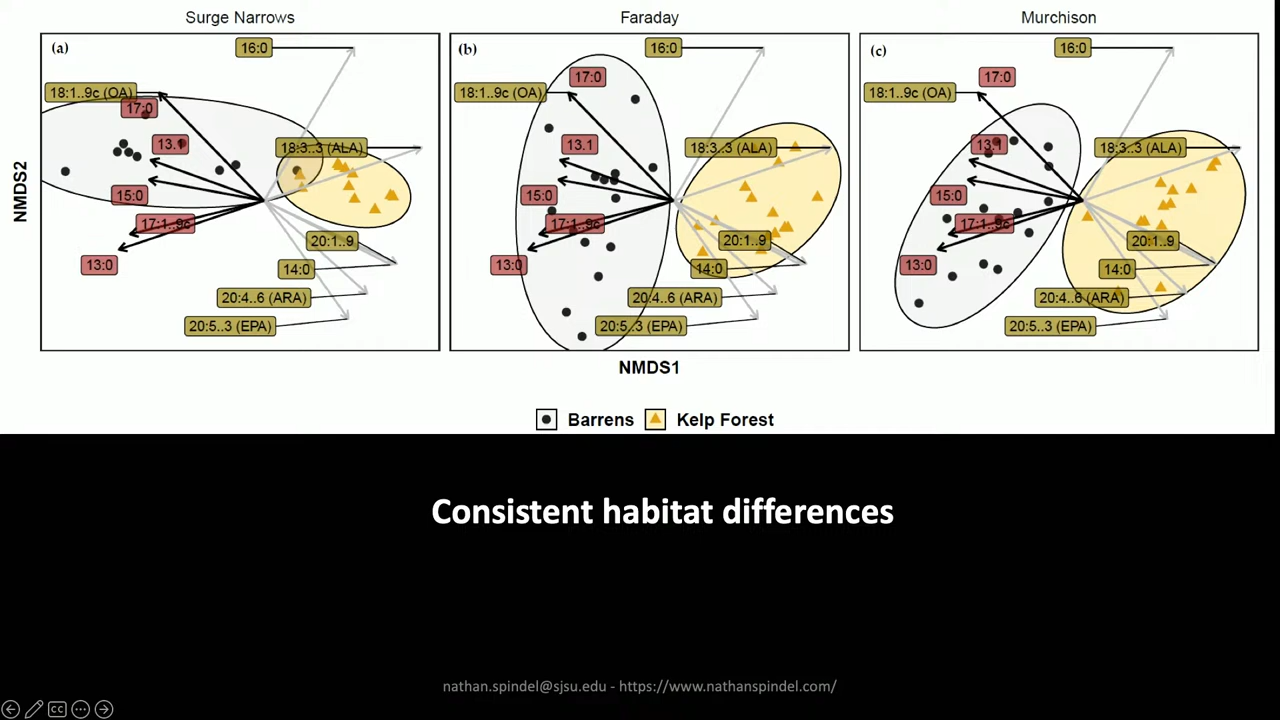 Surge Narrows
Faraday
Murchison
(a)
16:0
18:1..9c (OA)
17:0
13.1
18:3..3 (ALA)
15:0
17:1..9c
20:1..9
13:0
14:0
20:4..6 (ARA)
20:5..3 (EPA)
(b)
16:0
17:0
18:1..9c (OA)
13.1
18:3..3 (ALA)
15:0
17:1..9c
20:1..9
13:0
14:0
20:4..6 (ARA)
20:5..3 (EPA)
(c)
16:0
17:0
18:1..9c (OA)
13.1
18:3..3 (ALA)
15:0
17:1..9c
20:1..9
13:0
14:0
20:4..6 (ARA)
20:5..3 (EPA)
NMDS2
NMDS1
Barrens Kelp Forest
Consistent habitat differences
nathan.spindel@sjsu.edu - https://www.nathanspindel.com/
CC